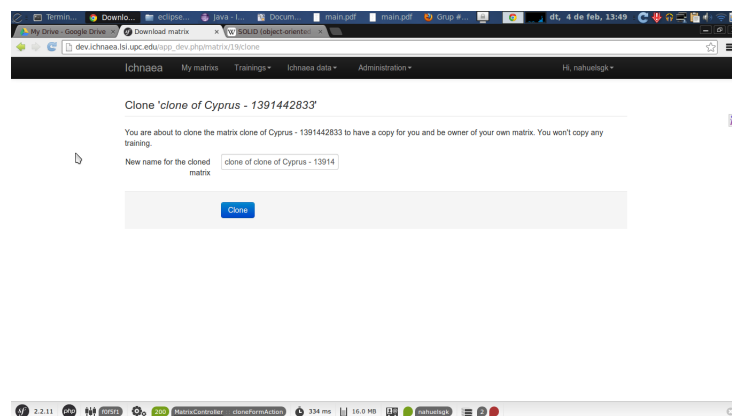 Termin... Downlo... eclipse... Java - I... Docum... main.pdf main.pdf Grup #... dt, 4 de feb, 13:49
My Drive - Google Drive Download matrix SOLID (object-oriented
dev.ichnaea.lsi.upc.edu/app_dev.php/matrix/19/clone
Ichnaea My matrixs Trainings Ichnaea data Administration Hi, nahuelsgk
Clone 'clone of Cyprus - 1391442833'
You are about to clone the matrix clone of Cyprus - 1391442833 to have a copy for you and be owner of your own matrix. You won't copy any
training.
New name for the cloned
matrix
clone of clone of Cyprus - 13914
Clone
sf 2.2.11 php f0f5f1 200 MatrixController cloneFormAction 334 ms 16.0 MB nahuelsgk 2